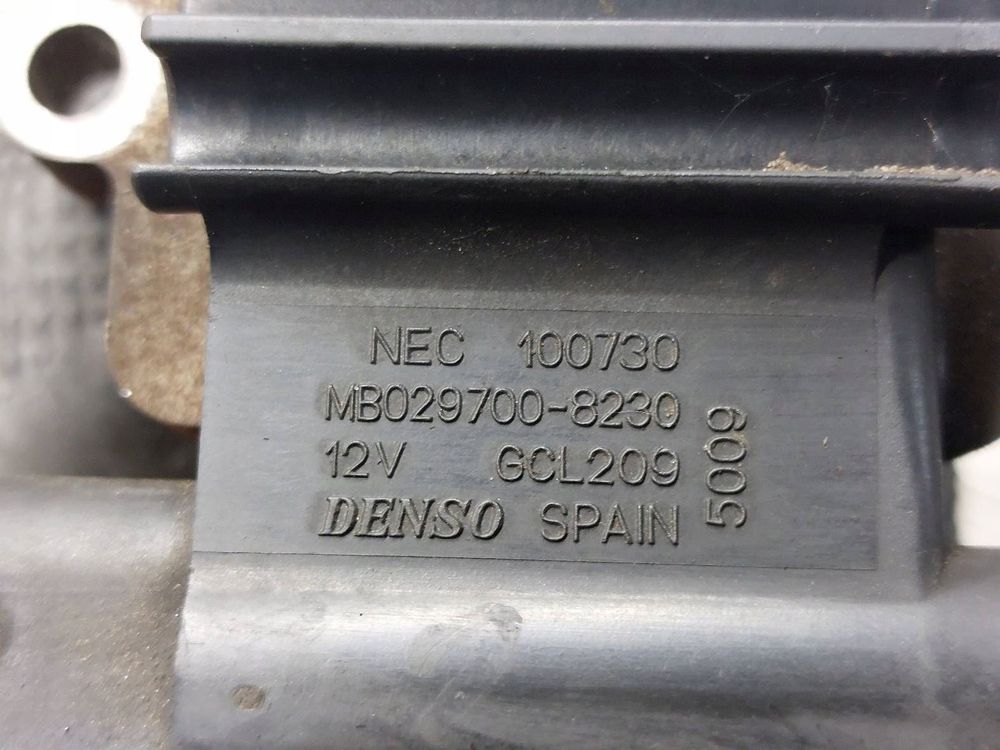 NEC 100730
MB029700-8230
12V GCL209
DENSO SPAIN
5009